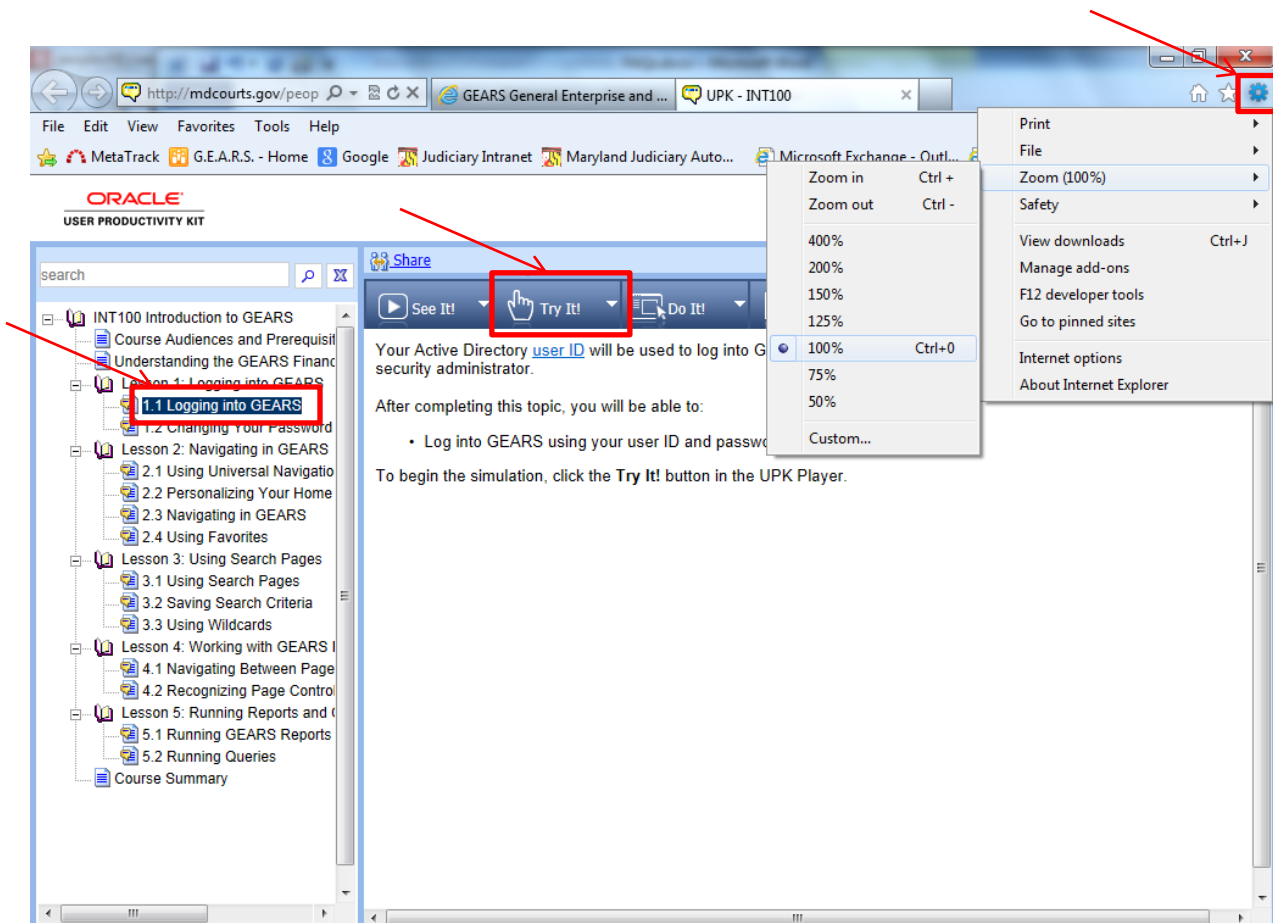 http://mdcourts.gov/peop
GEARS General Enterprise and ...
UPK - INT100
File Edit View Favorites Tools Help
MetaTrack
G.E.A.R.S. - Home
Google
Judiciary Intranet
Maryland Judiciary Auto...
Microsoft Exchange - Outl...
ORACLE
USER PRODUCTIVITY KIT
Print
File
Zoom (100%)
Safety
View downloads Ctrl+J
Manage add-ons
F12 developer tools
Go to pinned sites
Internet options
About Internet Explorer
Zoom in Ctrl +
Zoom out Ctrl -
400%
200%
150%
125%
100% Ctrl+0
75%
50%
Custom...
search
INT100 Introduction to GEARS
Course Audiences and Prerequisit
Understanding the GEARS Financ
Lesson 1: Logging into GEARS
1.1 Logging into GEARS
1.2 Changing Your Password
Lesson 2: Navigating in GEARS
2.1 Using Universal Navigatio
2.2 Personalizing Your Home
2.3 Navigating in GEARS
2.4 Using Favorites
Lesson 3: Using Search Pages
3.1 Using Search Pages
3.2 Saving Search Criteria
3.3 Using Wildcards
Lesson 4: Working with GEARS
4.1 Navigating Between Page
4.2 Recognizing Page Control
Lesson 5: Running Reports and
5.1 Running GEARS Reports
5.2 Running Queries
Course Summary
Share
See It!
Try It!
Do It!
Your Active Directory user ID will be used to log into G
security administrator.
After completing this topic, you will be able to:
• Log into GEARS using your user ID and passwo
To begin the simulation, click the Try It! button in the UPK Player.